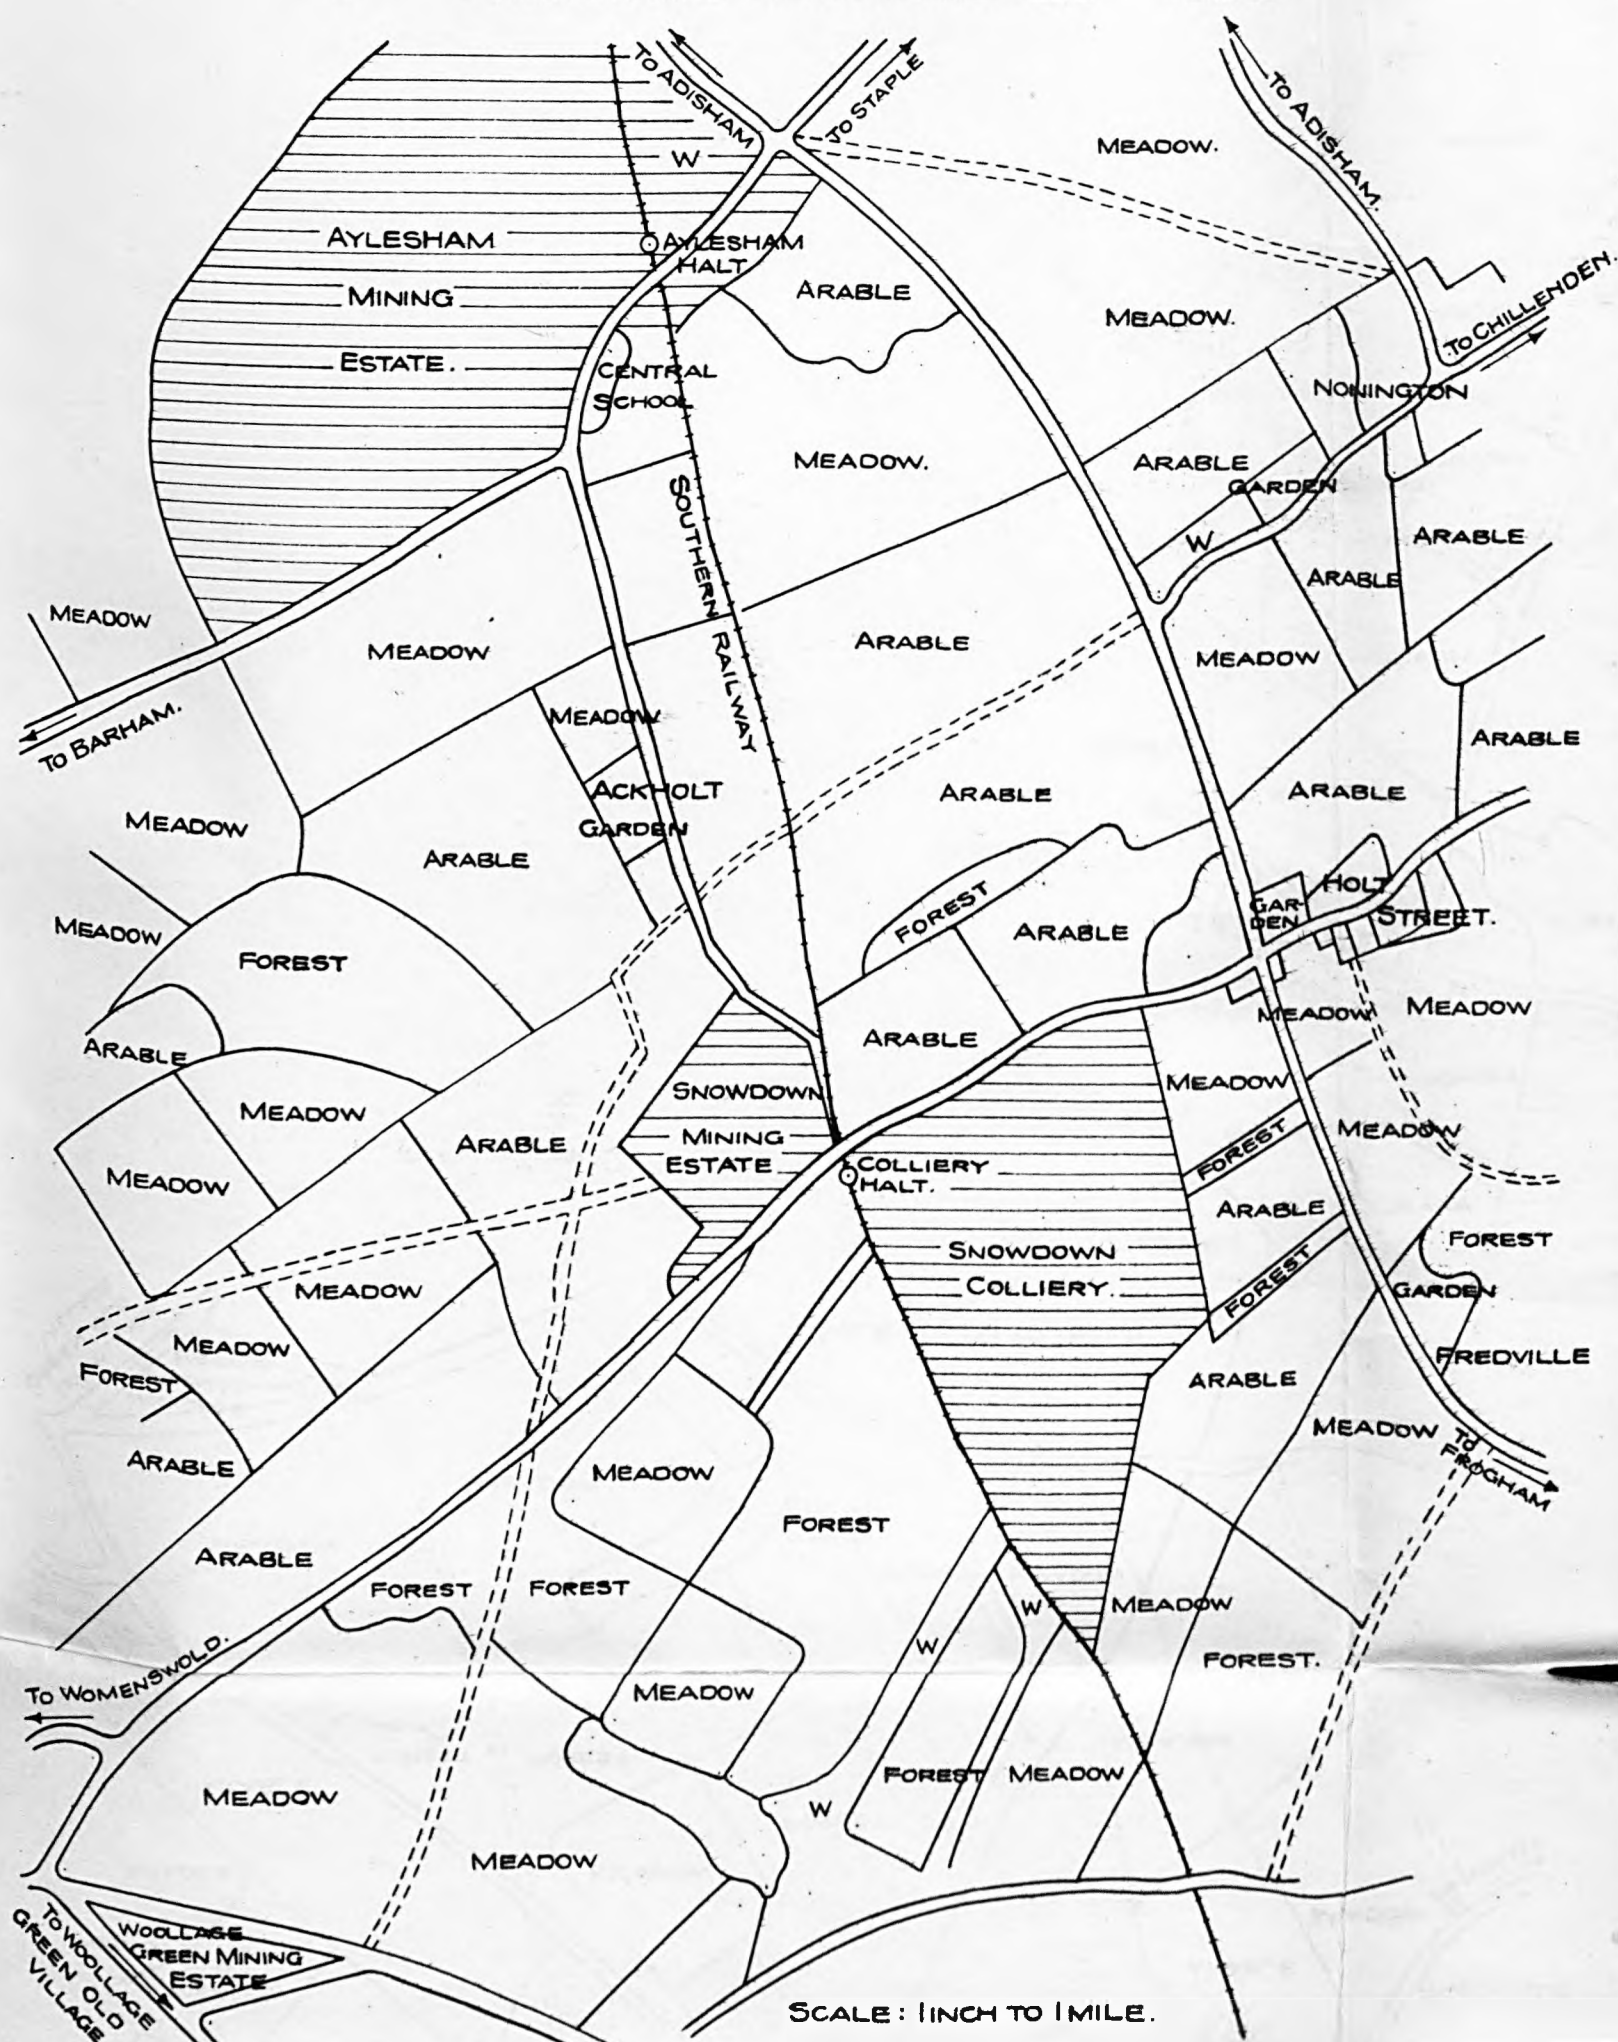 TO ADISHAM
TO STAPLE
TO ADISHAM.
MEADOW.
W
AYLESHAM
MINING
ESTATE.
AYLESHAM
HALT
ARABLE
MEADOW.
TO CHILLENDEN.
CENTRAL
SCHOOL
NONINGTON
MEADOW.
ARABLE
GARDEN
SOUTHERN RAILWAY
W
ARABLE
ARABLE
MEADOW
MEADOW
ARABLE
MEADOW
TO BARHAM.
MEADOW
ARABLE
ACKHOLT
GARDEN
ARABLE
ARABLE
MEADOW
ARABLE
HOLT
STREET.
GAR-
DEN
FOREST
ARABLE
MEADOW
FOREST
MEADOW
MEADOW
ARABLE
ARABLE
SNOWDOWN
MINING
ESTATE
MEADOW
MEADOW
ARABLE
MEADOW
FOREST
COLLIERY
HALT.
MEADOW
ARABLE
FOREST
SNOWDOWN
COLLIERY.
FOREST
GARDEN
MEADOW
MEADOW
FOREST
FREDVILLE
ARABLE
MEADOW
TO
FROGHAM
ARABLE
MEADOW
FOREST
ARABLE
FOREST
FOREST
W
MEADOW
W
FOREST.
TO WOMENSWOLD.
MEADOW
FOREST
MEADOW
MEADOW
W
MEADOW
TO WOOLLAGE
GREEN OLD
VILLAGE
WOOLLAGE
GREEN MINING
ESTATE
SCALE: 1 INCH TO 1 MILE.